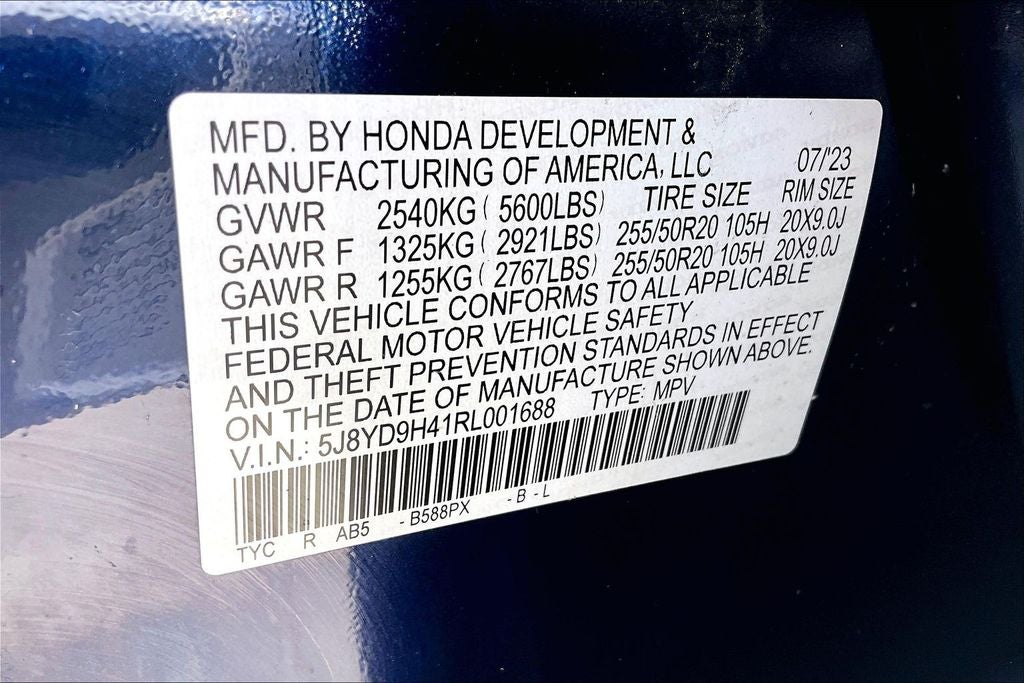 MFD. BY HONDA DEVELOPMENT &
MANUFACTURING OF AMERICA, LLC 07/'23
GVWR 2540KG ( 5600LBS) TIRE SIZE RIM SIZE
GAWR F 1325KG ( 2921LBS) 255/50R20 105H 20X9.0J
GAWR R 1255KG ( 2767LBS) 255/50R20 105H 20X9.0J
THIS VEHICLE CONFORMS TO ALL APPLICABLE
FEDERAL MOTOR VEHICLE SAFETY
AND THEFT PREVENTION STANDARDS IN EFFECT
ON THE DATE OF MANUFACTURE SHOWN ABOVE.
V.I.N.: 5J8YD9H41RL001688 TYPE: MPV
TYC R AB5 - B588PX - B - L